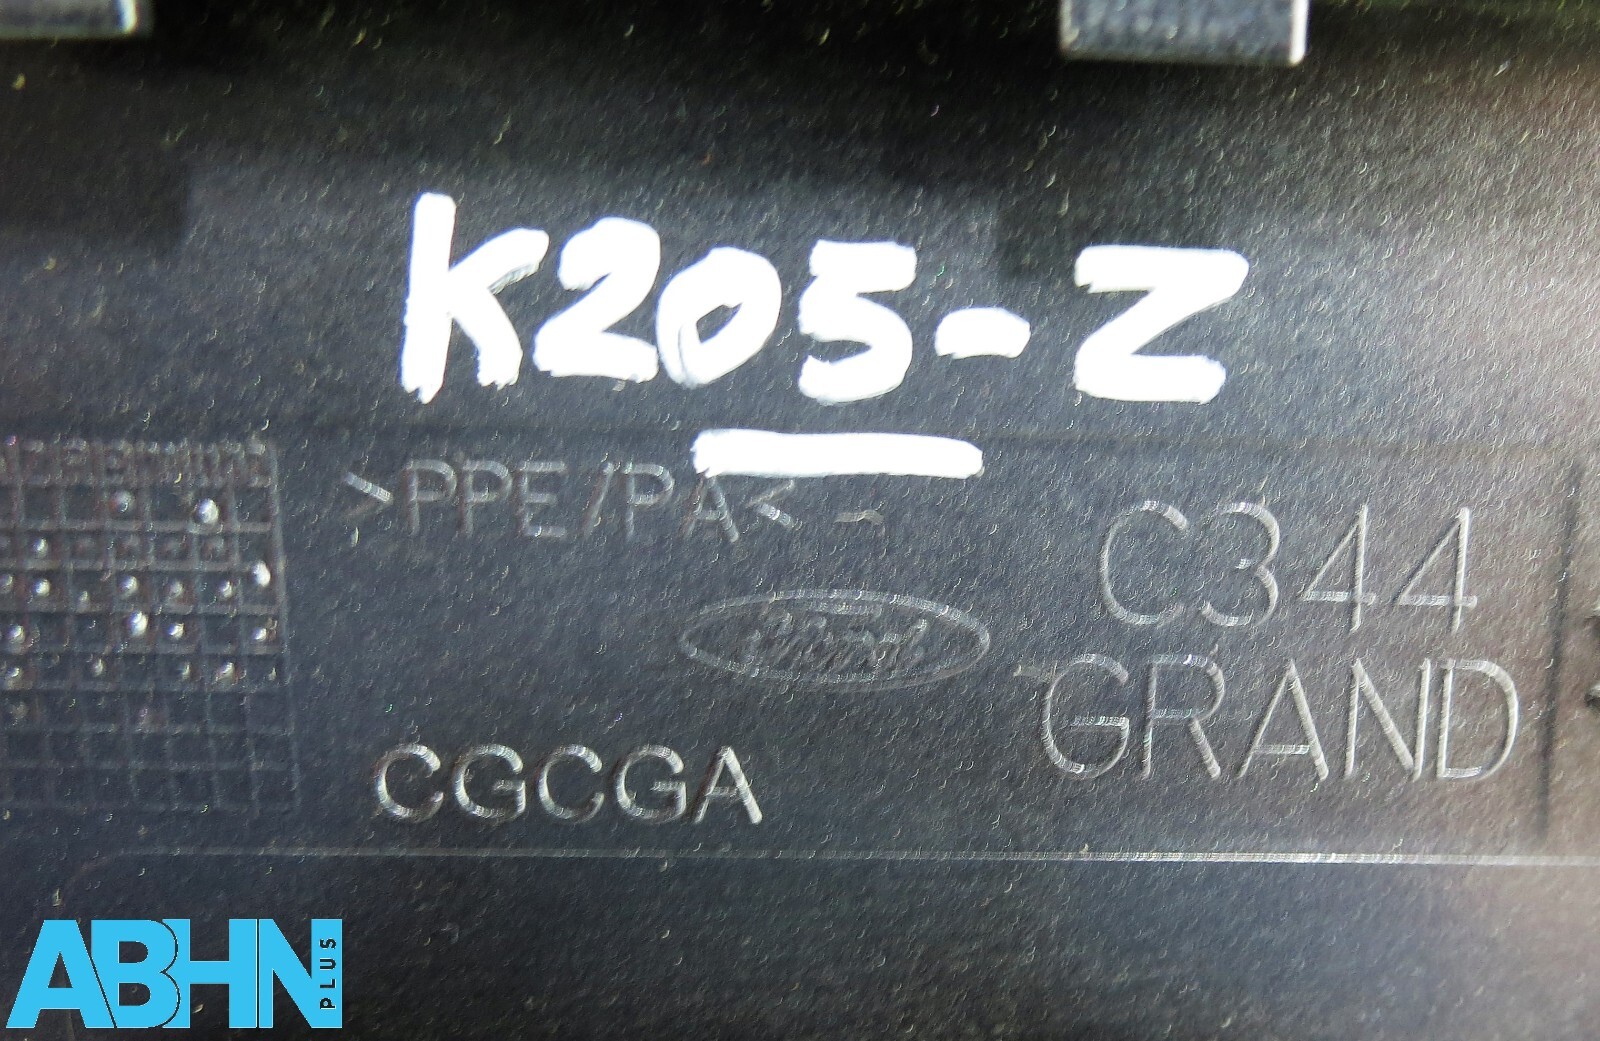 K205-Z
>PPE/PA<
C344
Ford
GRAND
CGCGA
ABHN
PLUS